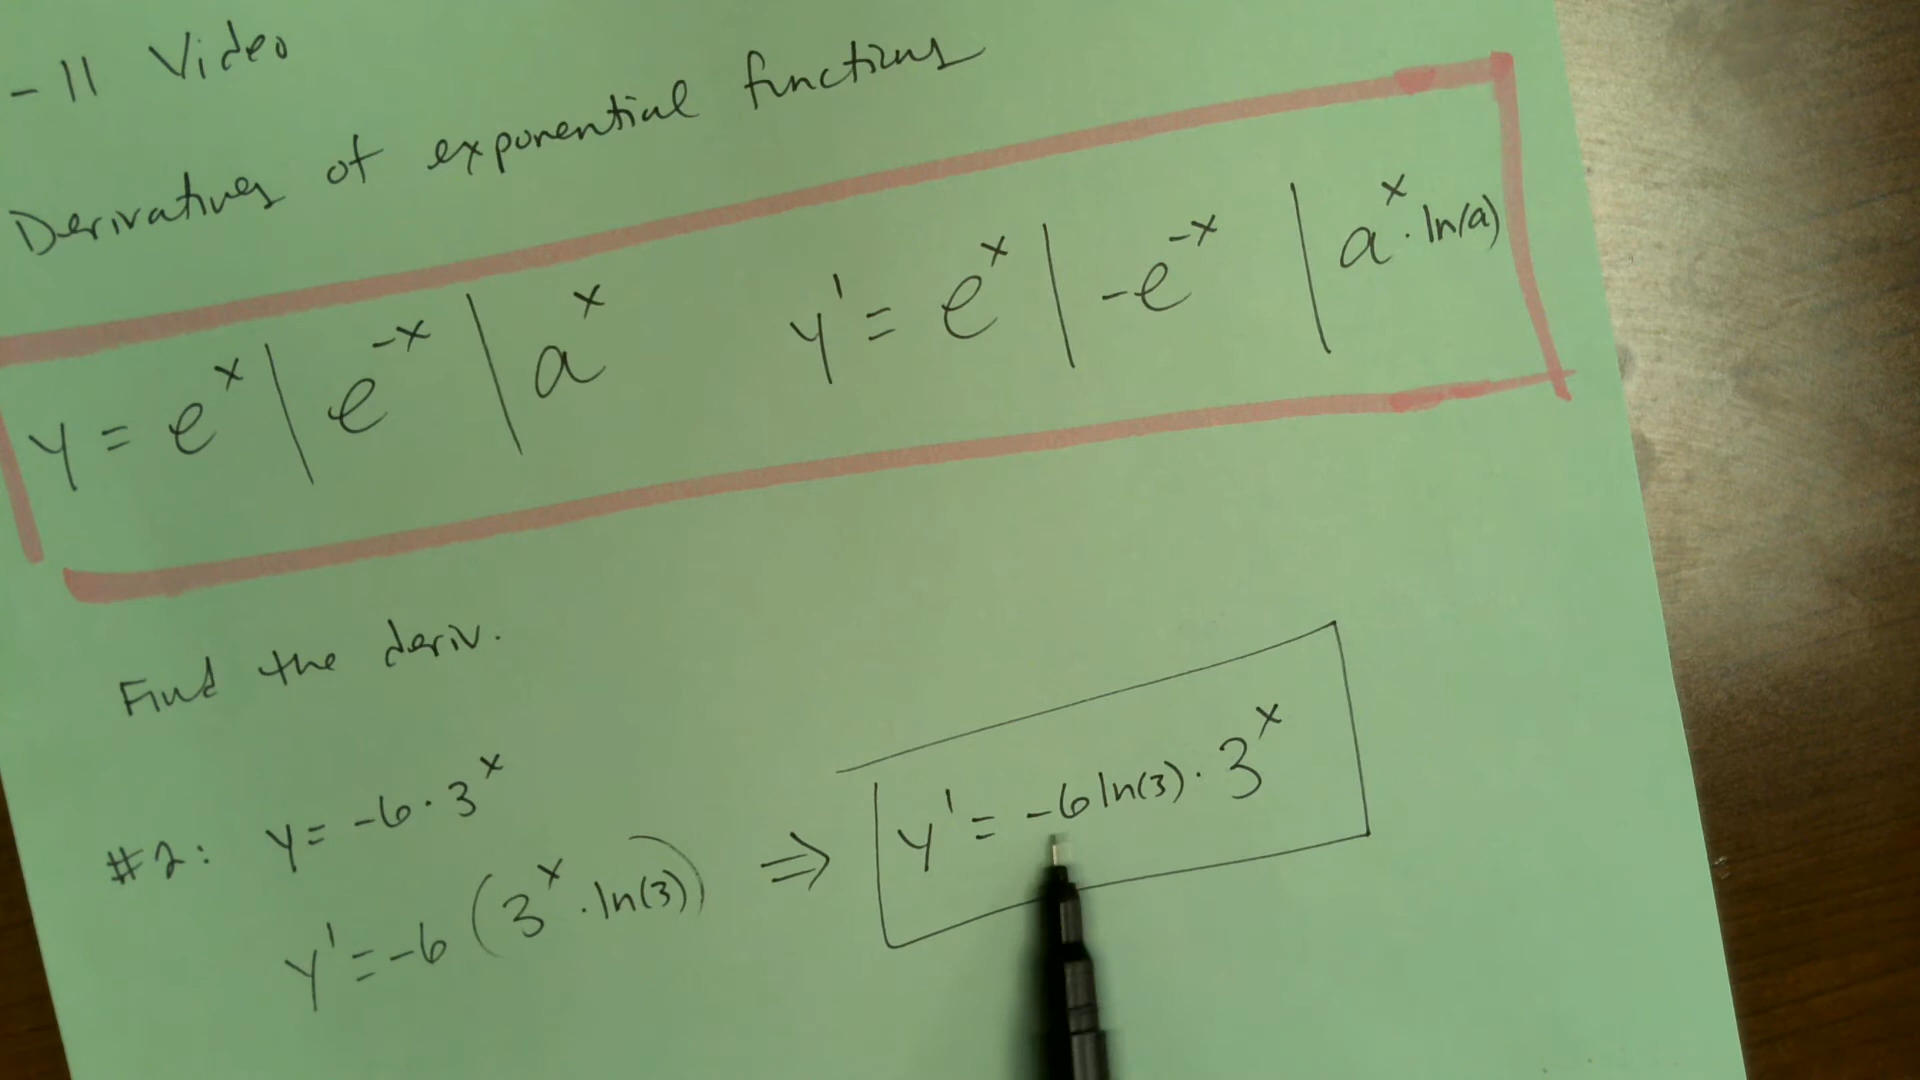 - 11 Video
Derivatives of exponential functions
y = e^x | e^-x | a^x y' = e^x | -e^-x | a^x · ln(a)
Find the deriv.
#2: y = -6 · 3^x
y' = -6 (3^x · ln(3)) ⇒ y' = -6 ln(3) · 3^x